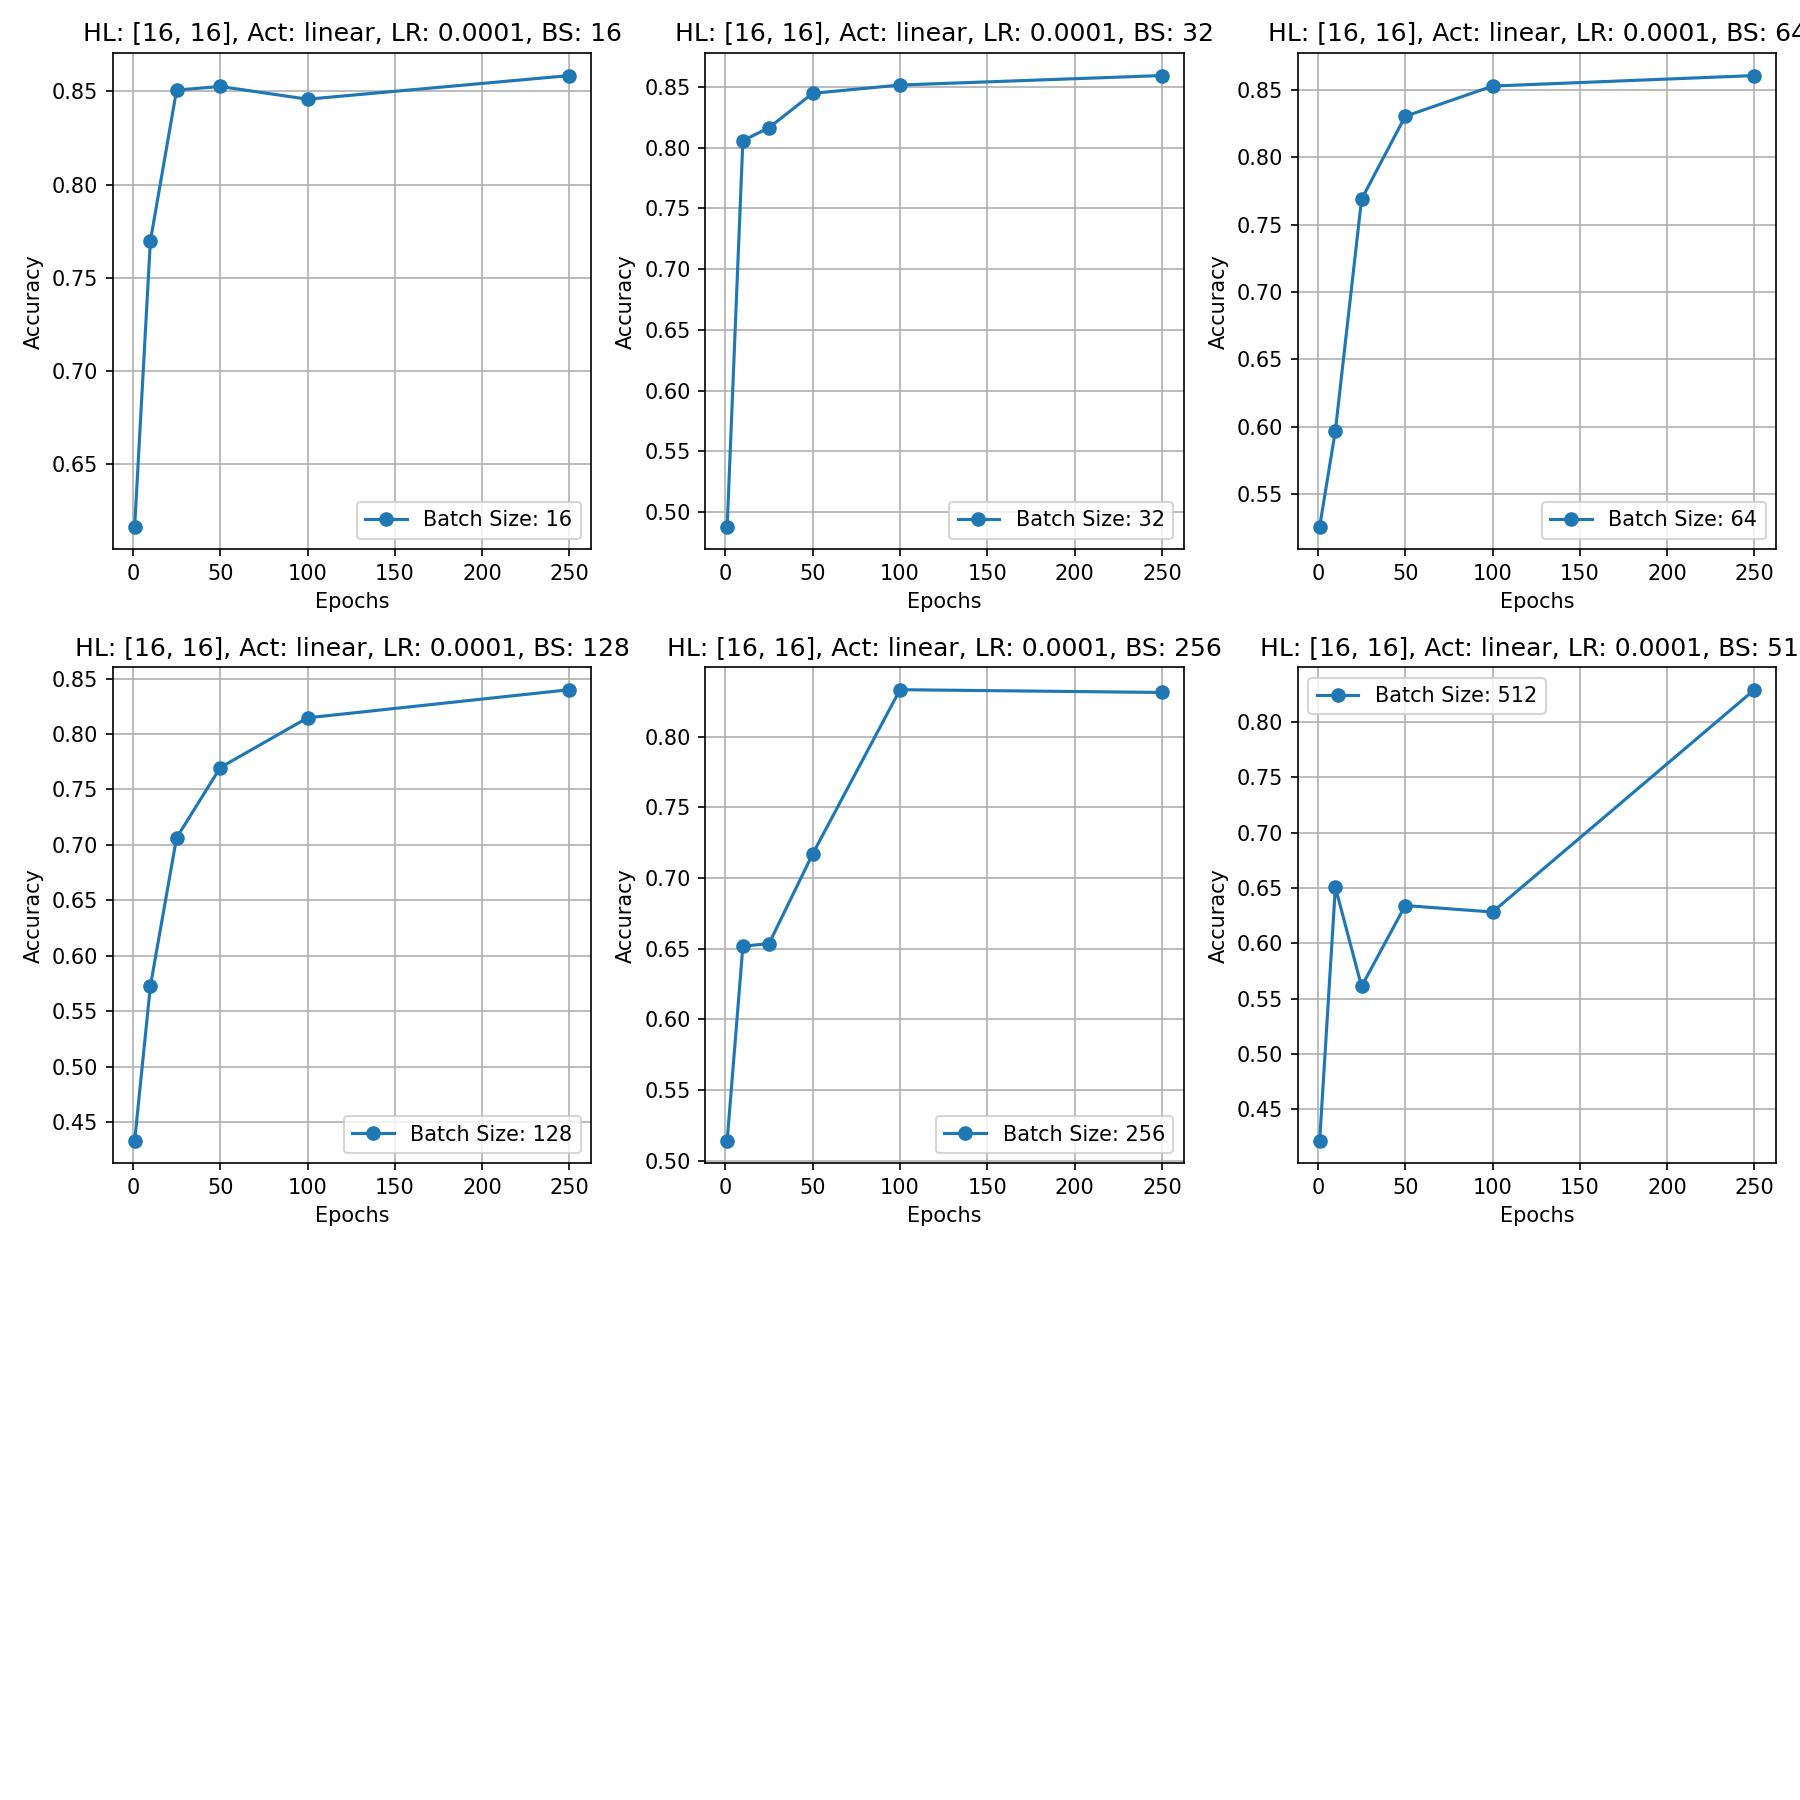 HL: [16, 16], Act: linear, LR: 0.0001, BS: 16
0.85
0.80
0.75
0.70
0.65
Accuracy
Batch Size: 16
0 50 100 150 200 250
Epochs
HL: [16, 16], Act: linear, LR: 0.0001, BS: 32
0.85
0.80
0.75
0.70
0.65
0.60
0.55
0.50
Accuracy
Batch Size: 32
0 50 100 150 200 250
Epochs
HL: [16, 16], Act: linear, LR: 0.0001, BS: 64
0.85
0.80
0.75
0.70
0.65
0.60
0.55
Accuracy
Batch Size: 64
0 50 100 150 200 250
Epochs
HL: [16, 16], Act: linear, LR: 0.0001, BS: 128
0.85
0.80
0.75
0.70
0.65
0.60
0.55
0.50
0.45
Accuracy
Batch Size: 128
0 50 100 150 200 250
Epochs
HL: [16, 16], Act: linear, LR: 0.0001, BS: 256
0.80
0.75
0.70
0.65
0.60
0.55
0.50
Accuracy
Batch Size: 256
0 50 100 150 200 250
Epochs
HL: [16, 16], Act: linear, LR: 0.0001, BS: 51
Batch Size: 512
0.80
0.75
0.70
0.65
0.60
0.55
0.50
0.45
Accuracy
0 50 100 150 200 250
Epochs